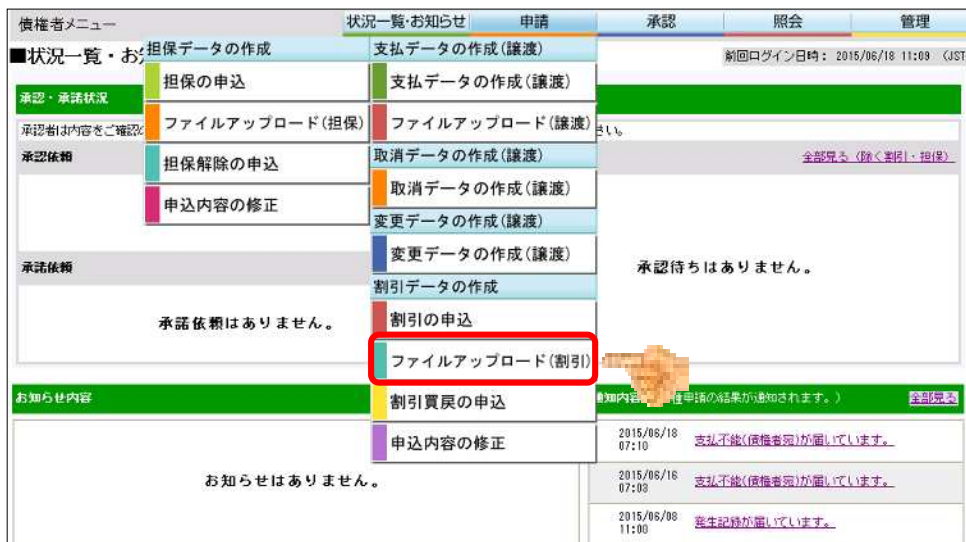 債権者メニュー
状況一覧・お知らせ 申請 承認 照会 管理
■状況一覧・お
前回ログイン日時: 2015/06/18 11:09 (JST
担保データの作成
担保の申込
ファイルアップロード(担保)
担保解除の申込
申込内容の修正
支払データの作成(譲渡)
支払データの作成(譲渡)
ファイルアップロード(譲渡)
取消データの作成(譲渡)
取消データの作成(譲渡)
変更データの作成(譲渡)
変更データの作成(譲渡)
割引データの作成
割引の申込
ファイルアップロード(割引)
割引買戻の申込
申込内容の修正
承認・承諾状況
承認者は内容をご確認の
さい。
承認依頼
全部見る(除く割引・担保)
承認待ちはありません。
承諾依頼
承諾依頼はありません。
お知らせ内容
お知らせはありません。
通知内容
種申請の結果が通知されます。)
全部見る
2015/06/18
07:10
支払不能(債権者宛)が届いています。
2015/06/16
07:03
支払不能(債権者宛)が届いています。
2015/06/08
11:00
発生記録が届いています。